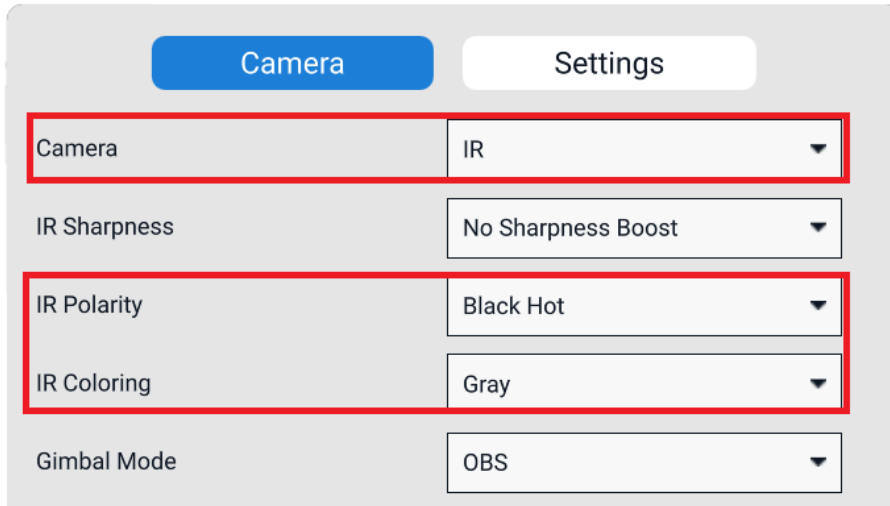 Camera Settings
Camera IR
IR Sharpness No Sharpness Boost
IR Polarity Black Hot
IR Coloring Gray
Gimbal Mode OBS